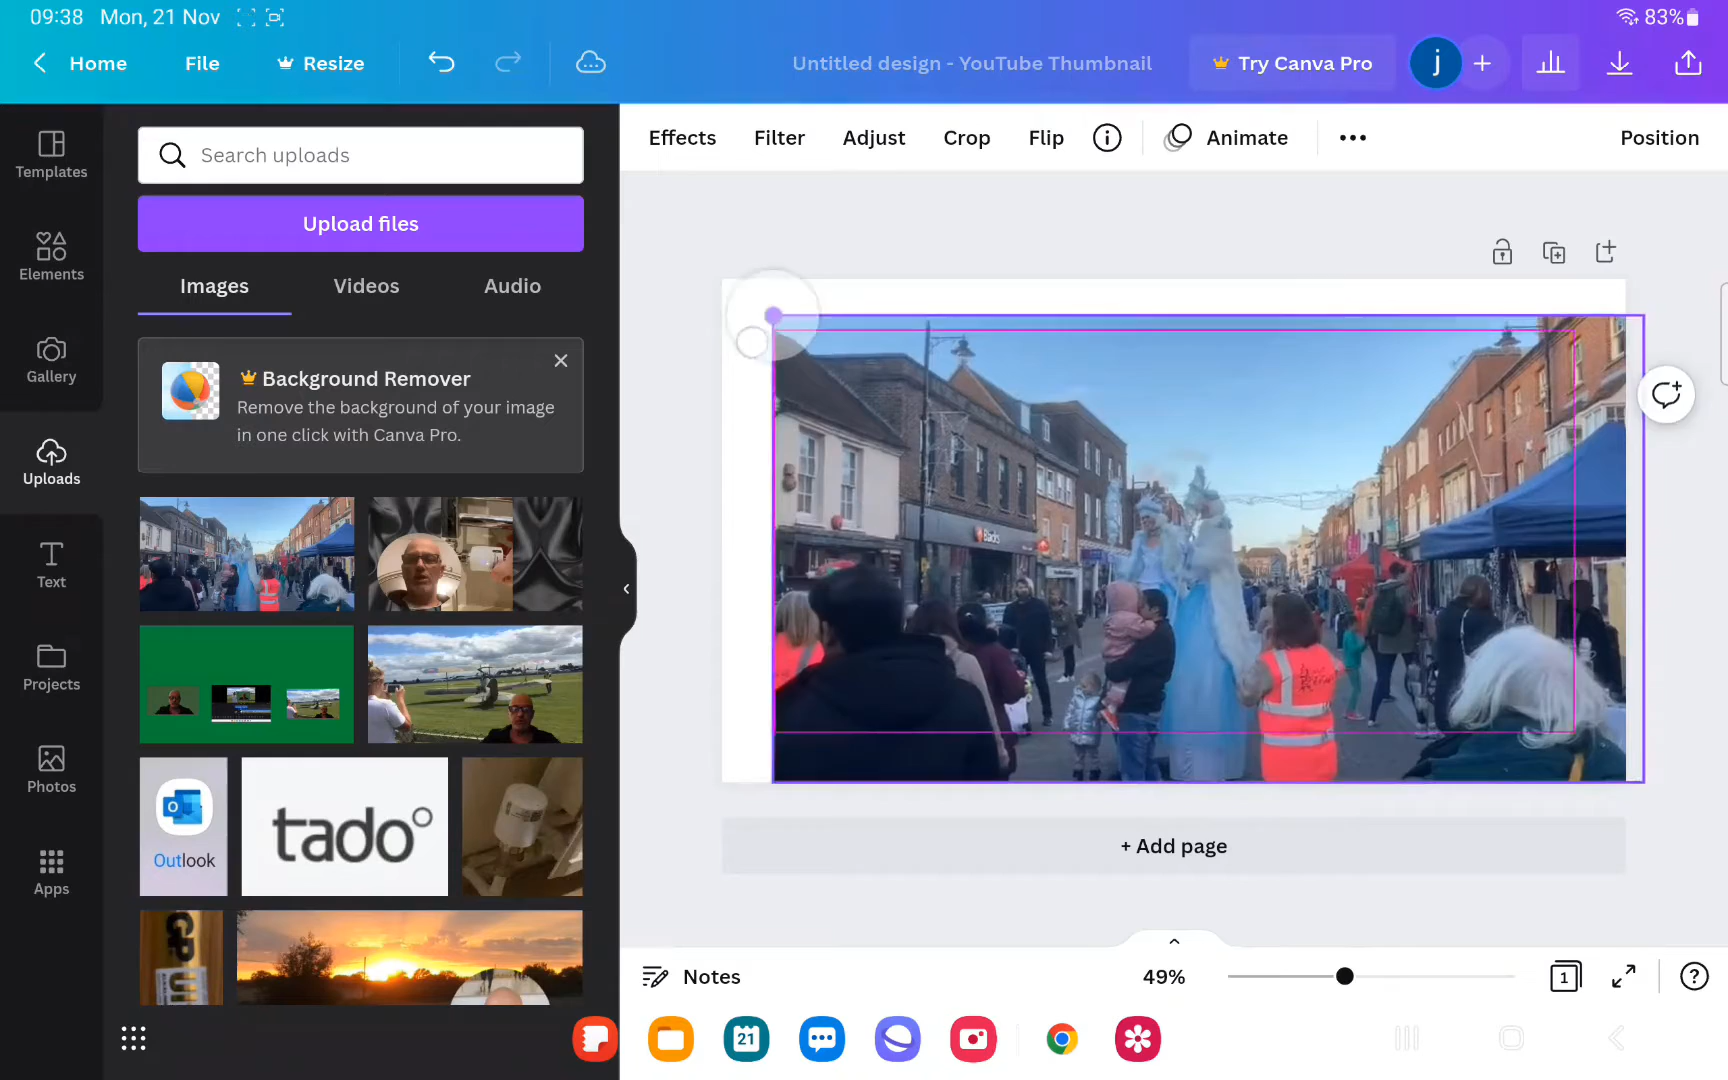 09:38 Mon, 21 Nov
83%
Home File Resize
Untitled design - YouTube Thumbnail
Try Canva Pro
j
+
Templates
Elements
Gallery
Uploads
Text
Projects
Photos
Apps
Search uploads
Upload files
Images Videos Audio
Background Remover
Remove the background of your image
in one click with Canva Pro.
Outlook
tado°
Effects Filter Adjust Crop Flip Animate
Position
+ Add page
Notes
49%
1
?
21